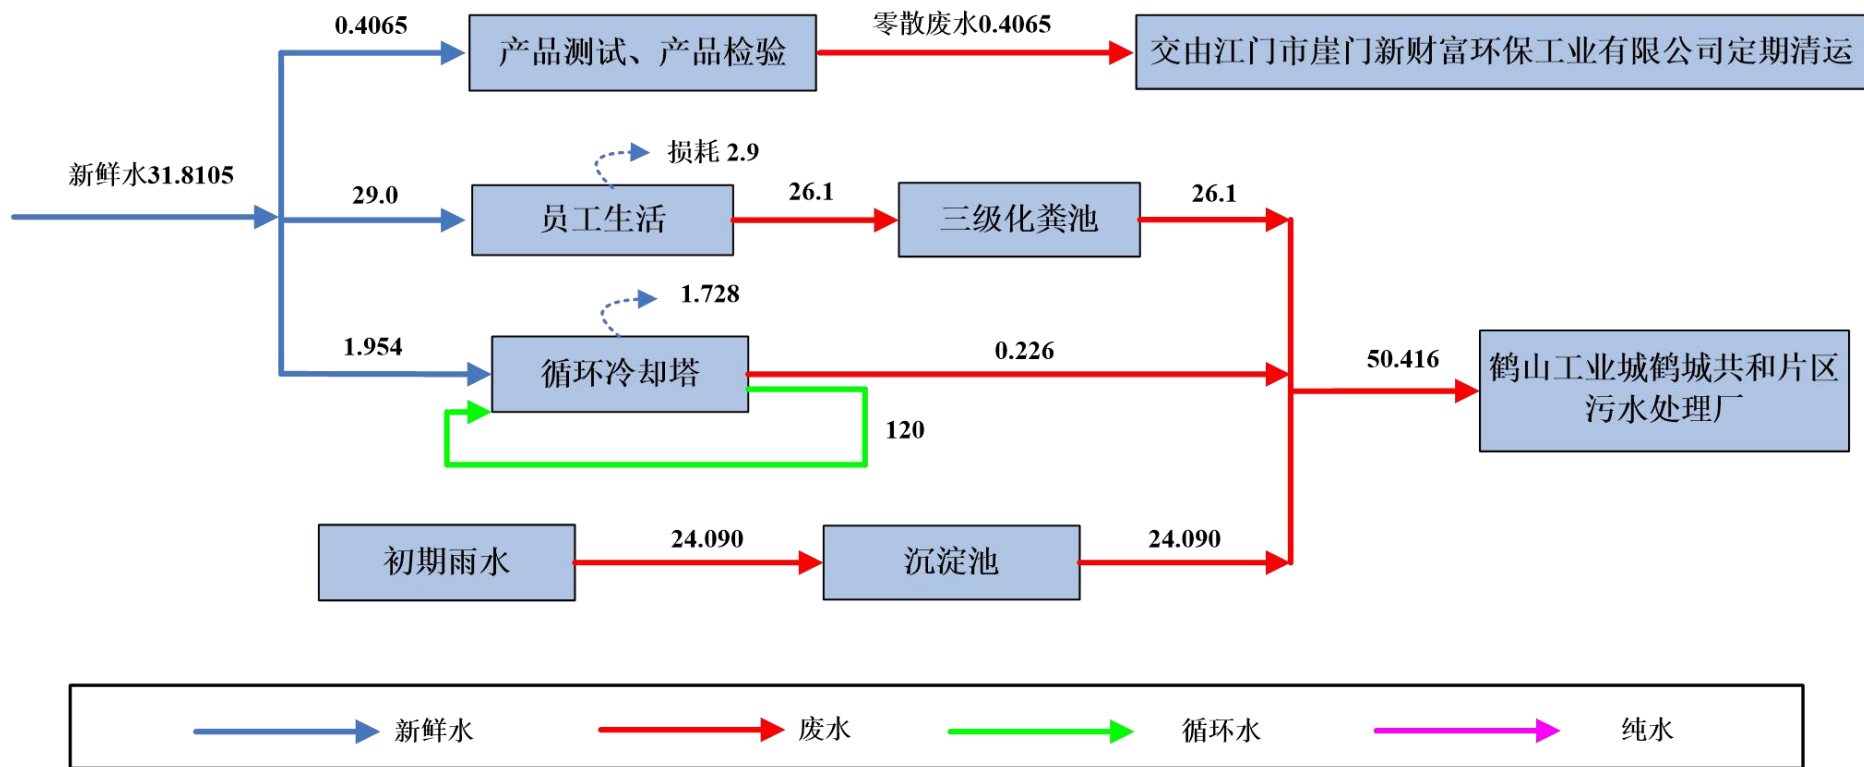 0.4065
产品测试、产品检验
零散废水0.4065
交由江门市崖门新财富环保工业有限公司定期清运
新鲜水31.8105
损耗 2.9
29.0
员工生活
26.1
三级化粪池
26.1
1.728
1.954
循环冷却塔
0.226
120
50.416
鹤山工业城鹤城共和片区
污水处理厂
初期雨水
24.090
沉淀池
24.090
新鲜水
废水
循环水
纯水